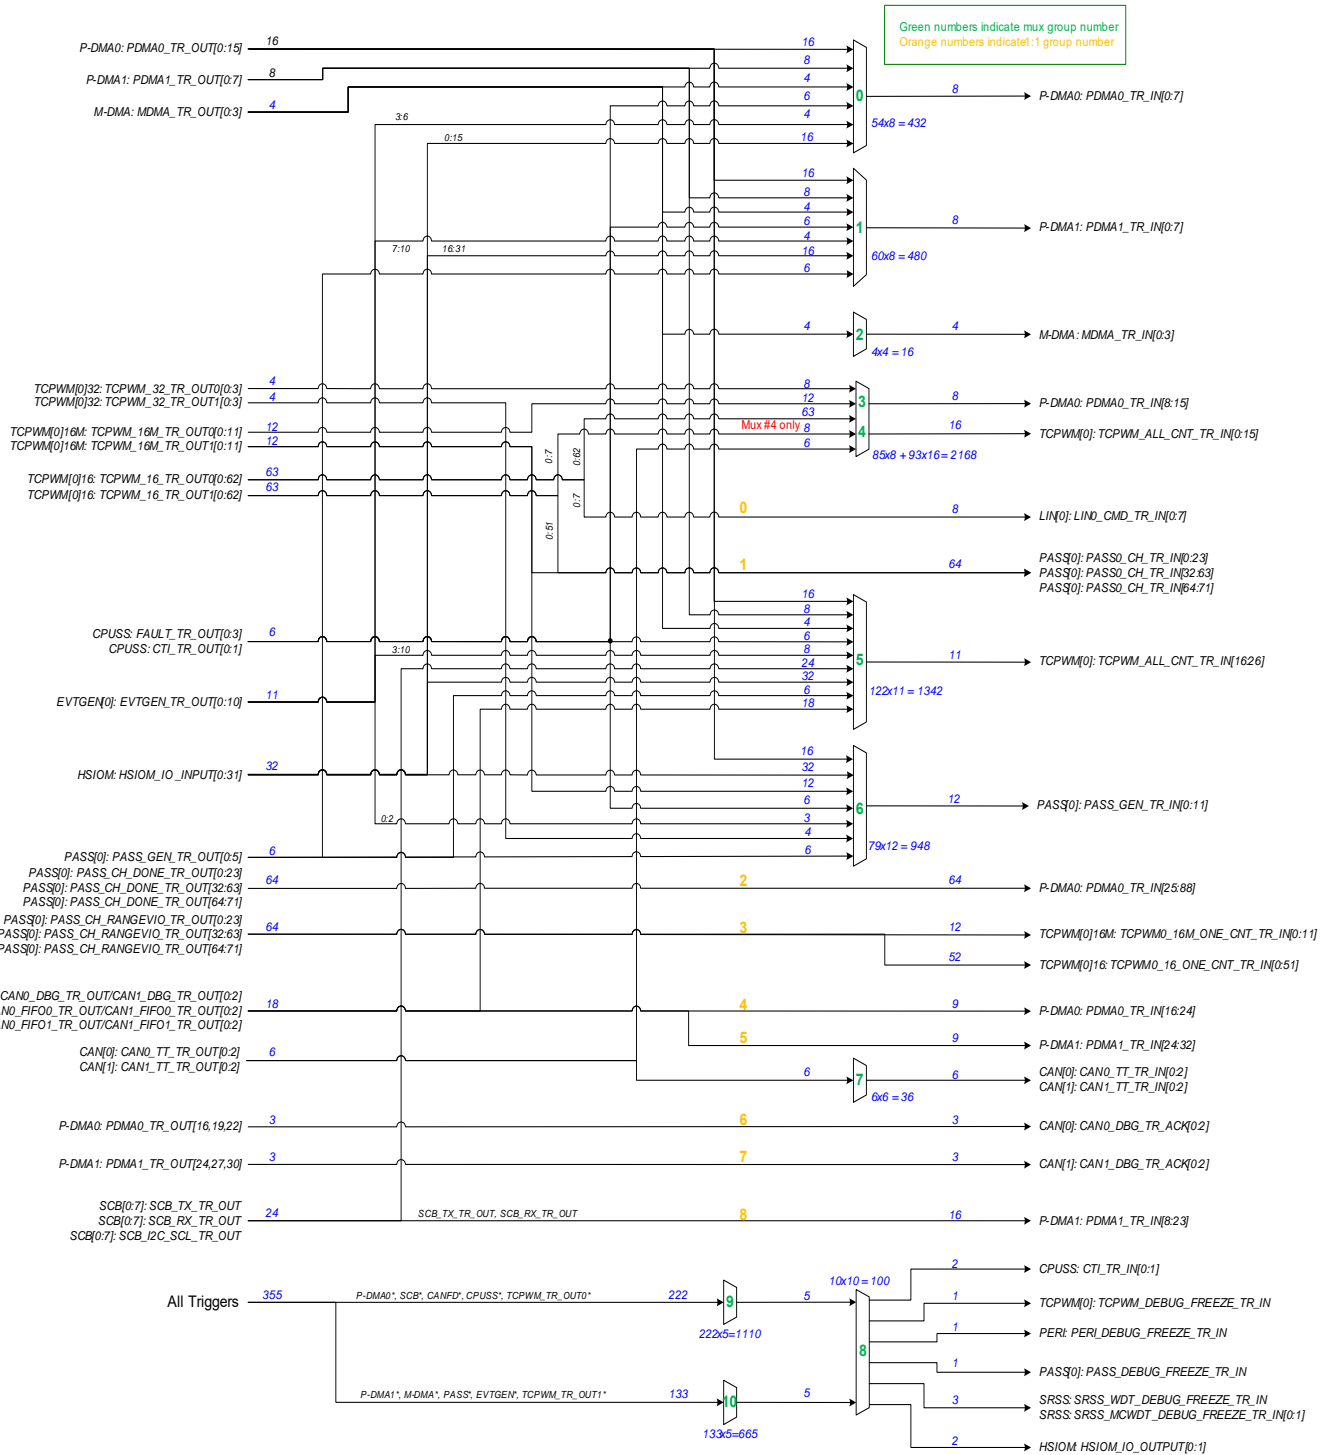 Green numbers indicate mux group number
Orange numbers indicate1:1 group number
P-DMA0: PDMA0_TR_OUT[0:15] 16
P-DMA1: PDMA1_TR_OUT[0:7] 8
M-DMA: MDMA_TR_OUT[0:3] 4
3:6
0:15
16
8
4
6
4
16
0
54x8 = 432
8 P-DMA0: PDMA0_TR_IN[0:7]
7:10
16:31
16
8
4
6
4
16
6
1
60x8 = 480
8 P-DMA1: PDMA1_TR_IN[0:7]
4 2 4 M-DMA: MDMA_TR_IN[0:3]
4x4 = 16
TCPWM[0]32: TCPWM_32_TR_OUT0[0:3] 4
TCPWM[0]32: TCPWM_32_TR_OUT1[0:3] 4
TCPWM[0]16M: TCPWM_16M_TR_OUT0[0:11] 12
TCPWM[0]16M: TCPWM_16M_TR_OUT1[0:11] 12
TCPWM[0]16: TCPWM_16_TR_OUT0[0:62] 63
TCPWM[0]16: TCPWM_16_TR_OUT1[0:62] 63
8
12
63
Mux #4 only 8
6
3
4
85x8 + 93x16 = 2168
8 P-DMA0: PDMA0_TR_IN[8:15]
16 TCPWM[0]: TCPWM_ALL_CNT_TR_IN[0:15]
0:7
0:62
0:7
0:51
0 8 LIN[0]: LIN0_CMD_TR_IN[0:7]
1 64
PASS[0]: PASS0_CH_TR_IN[0:23]
PASS[0]: PASS0_CH_TR_IN[32:63]
PASS[0]: PASS0_CH_TR_IN[64:71]
CPUSS: FAULT_TR_OUT[0:3] 6
CPUSS: CTI_TR_OUT[0:1]
3:10
EVTGEN[0]: EVTGEN_TR_OUT[0:10] 11
16
8
4
6
8
24
32
6
18
5
122x11 = 1342
11 TCPWM[0]: TCPWM_ALL_CNT_TR_IN[16:26]
HSIOM: HSIOM_IO_INPUT[0:31] 32
0:2
PASS[0]: PASS_GEN_TR_OUT[0:5] 6
16
32
12
6
3
4
6
6
79x12 = 948
12 PASS[0]: PASS_GEN_TR_IN[0:11]
PASS[0]: PASS_CH_DONE_TR_OUT[0:23]
PASS[0]: PASS_CH_DONE_TR_OUT[32:63] 64 2 64 P-DMA0: PDMA0_TR_IN[25:88]
PASS[0]: PASS_CH_DONE_TR_OUT[64:71]
PASS[0]: PASS_CH_RANGEVIO_TR_OUT[0:23]
PASS[0]: PASS_CH_RANGEVIO_TR_OUT[32:63] 64 3 12 TCPWM[0]16M: TCPWM0_16M_ONE_CNT_TR_IN[0:11]
PASS[0]: PASS_CH_RANGEVIO_TR_OUT[64:71]
52 TCPWM[0]16: TCPWM0_16_ONE_CNT_TR_IN[0:51]
CAN0_DBG_TR_OUT/CAN1_DBG_TR_OUT[0:2]
N0_FIFO0_TR_OUT/CAN1_FIFO0_TR_OUT[0:2] 18 4 9 P-DMA0: PDMA0_TR_IN[16:24]
N0_FIFO1_TR_OUT/CAN1_FIFO1_TR_OUT[0:2]
5 9 P-DMA1: PDMA1_TR_IN[24:32]
CAN[0]: CAN0_TT_TR_OUT[0:2] 6
CAN[1]: CAN1_TT_TR_OUT[0:2]
6 7 6 CAN[0]: CAN0_TT_TR_IN[0:2]
CAN[1]: CAN1_TT_TR_IN[0:2]
6x6 = 36
P-DMA0: PDMA0_TR_OUT[16,19,22] 3 6 3 CAN[0]: CAN0_DBG_TR_ACK[0:2]
P-DMA1: PDMA1_TR_OUT[24,27,30] 3 7 3 CAN[1]: CAN1_DBG_TR_ACK[0:2]
SCB[0:7]: SCB_TX_TR_OUT
SCB[0:7]: SCB_RX_TR_OUT 24 SCB_TX_TR_OUT, SCB_RX_TR_OUT 8 16 P-DMA1: PDMA1_TR_IN[8:23]
SCB[0:7]: SCB_I2C_SCL_TR_OUT
All Triggers 355 P-DMA0*, SCB*, CANFD*, CPUSS*, TCPWM_TR_OUT0* 222 9 5
222x5=1110
P-DMA1*, M-DMA*, PASS*, EVTGEN*, TCPWM_TR_OUT1* 133 10 5
133x5=665
10x10 = 100
8
2 CPUSS: CTI_TR_IN[0:1]
1 TCPWM[0]: TCPWM_DEBUG_FREEZE_TR_IN
1 PERI: PERI_DEBUG_FREEZE_TR_IN
1 PASS[0]: PASS_DEBUG_FREEZE_TR_IN
3 SRSS: SRSS_WDT_DEBUG_FREEZE_TR_IN
SRSS: SRSS_MCWDT_DEBUG_FREEZE_TR_IN[0:1]
2 HSIOM: HSIOM_IO_OUTPUT[0:1]